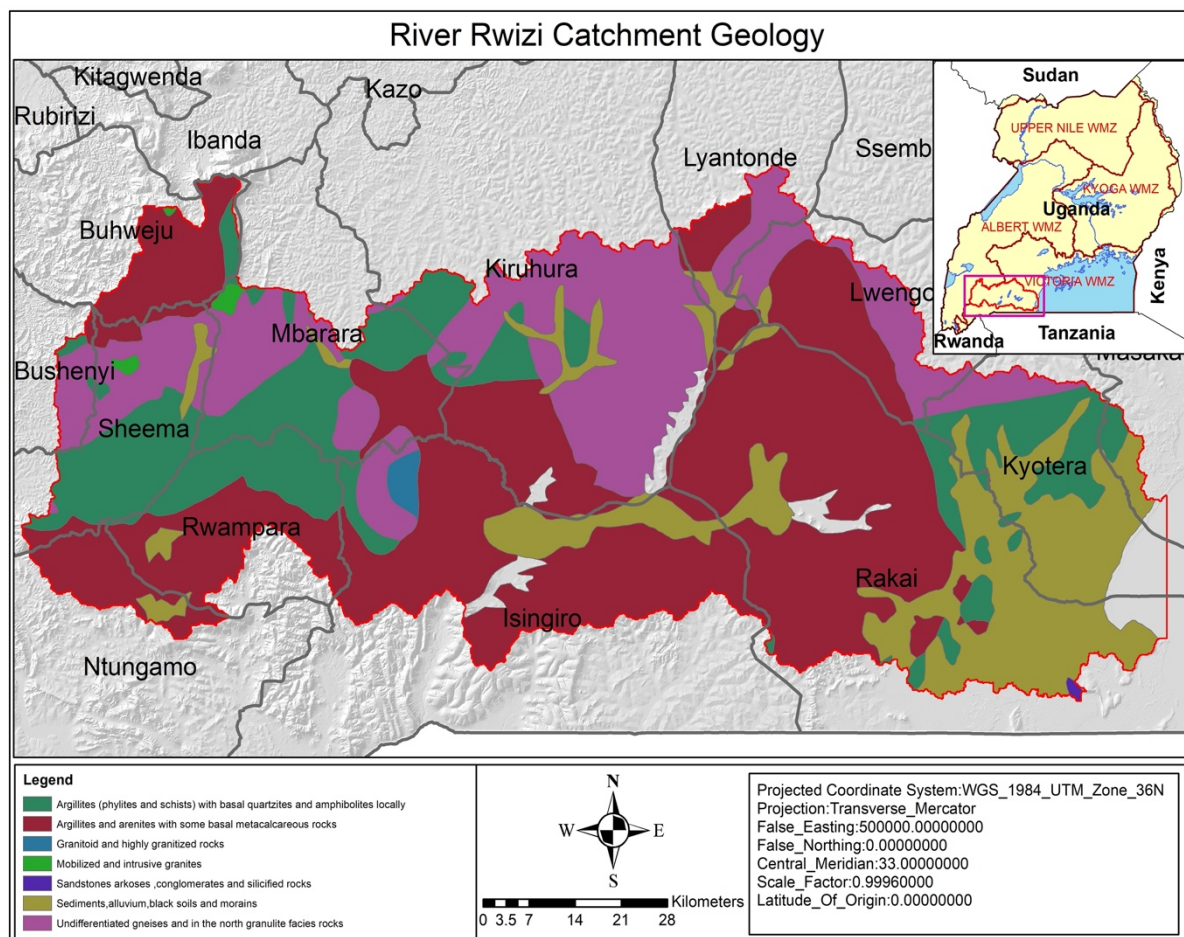 River Rwizi Catchment Geology
Kitagwenda
Kazo
Rubirizi
Ibanda
Lyantonde
Ssemb
Buhweju
Kiruhura
Lwengo
Mbarara
Bushenyi
Masaka
Sheema
Kyotera
Rwampara
Rakai
Isingiro
Ntungamo
Sudan
UPPER NILE WMZ
KYOGA WMZ
Uganda
ALBERT WMZ
Kenya
VICTORIA WMZ
Rwanda
Tanzania
Legend
Argillites (phylites and schists) with basal quartzites and amphibolites locally
Argillites and arenites with some basal metacalcareous rocks
Granitoid and highly granitized rocks
Mobilized and intrusive granites
Sandstones arkoses ,conglomerates and silicified rocks
Sediments,alluvium,black soils and morains
Undifferentiated gneises and in the north granulite facies rocks
N
W E
S
Kilometers
0 3.5 7 14 21 28
Projected Coordinate System:WGS_1984_UTM_Zone_36N
Projection:Transverse_Mercator
False_Easting:500000.00000000
False_Northing:0.00000000
Central_Meridian:33.00000000
Scale_Factor:0.99960000
Latitude_Of_Origin:0.00000000